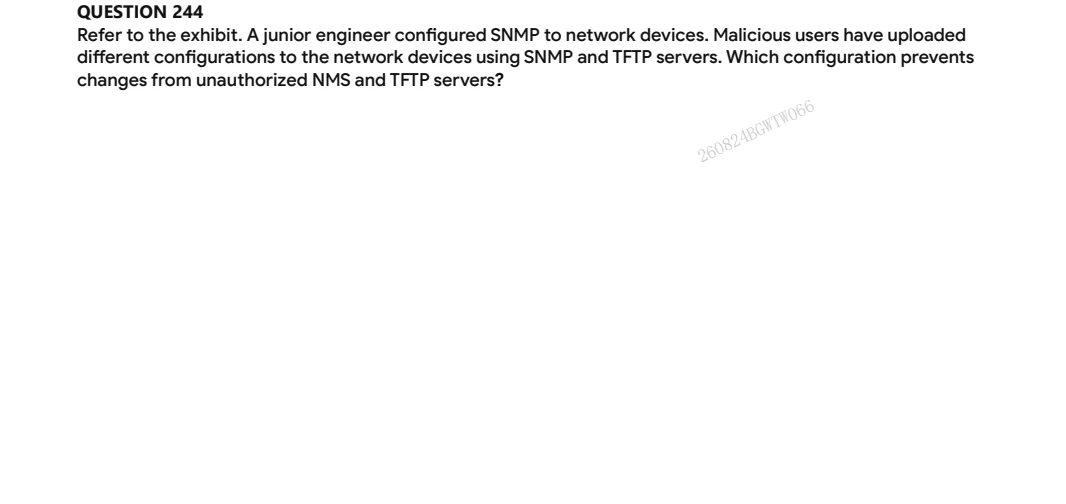 QUESTION 244
Refer to the exhibit. A junior engineer configured SNMP to network devices. Malicious users have uploaded
different configurations to the network devices using SNMP and TFTP servers. Which configuration prevents
changes from unauthorized NMS and TFTP servers?
260824BGWTW066